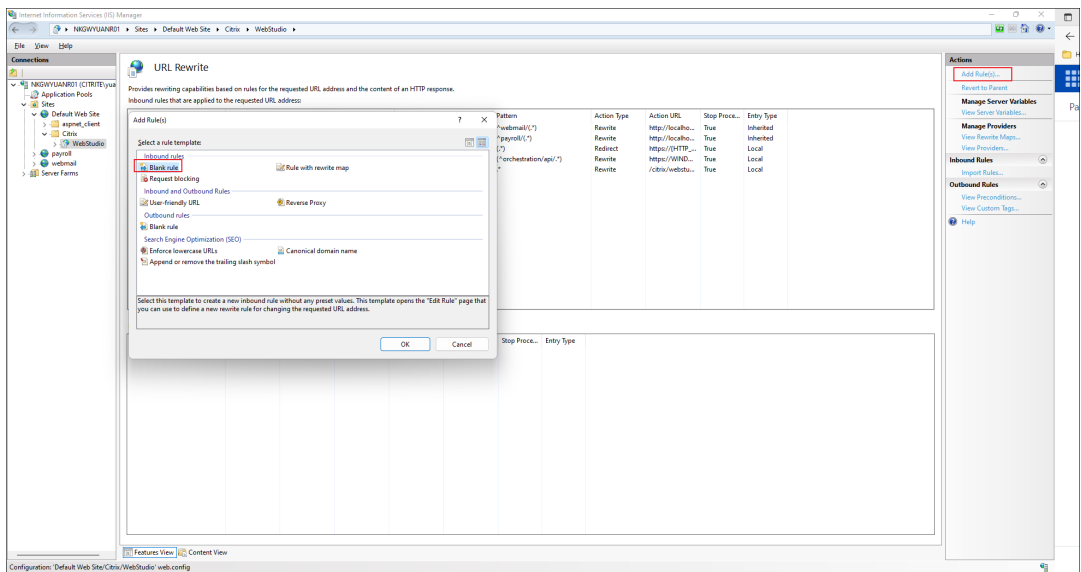 Internet Information Services (IIS) Manager
NKGWYUANR01 Sites Default Web Site Citrix WebStudio
File View Help
Connections
NKGWYUANR01 (CITRITE\yua
Application Pools
Sites
Default Web Site
aspnet_client
Citrix
WebStudio
payroll
webmail
Server Farms
URL Rewrite
Provides rewriting capabilities based on rules for the requested URL address and the content of an HTTP response.
Inbound rules that are applied to the requested URL address:
Pattern Action Type Action URL Stop Proce... Entry Type
^webmail/(.*) Rewrite http://localho... True Inherited
^payroll/(.*) Rewrite http://localho... True Inherited
(.*) Redirect https://{HTTP_... True Local
(^orchestration/api/.*) Rewrite https://WIND... True Local
.* Rewrite /citrix/webstu... True Local
Add Rule(s) ? X
Select a rule template:
Inbound rules
Blank rule Rule with rewrite map
Request blocking
Inbound and Outbound Rules
User-friendly URL Reverse Proxy
Outbound rules
Blank rule
Search Engine Optimization (SEO)
Enforce lowercase URLs Canonical domain name
Append or remove the trailing slash symbol
Select this template to create a new inbound rule without any preset values. This template opens the "Edit Rule" page that
you can use to define a new rewrite rule for changing the requested URL address.
OK Cancel
Stop Proce... Entry Type
Features View Content View
Configuration: 'Default Web Site/Citrix/WebStudio' web.config
Actions
Add Rule(s)...
Revert to Parent
Manage Server Variables
View Server Variables...
Manage Providers
View Rewrite Maps...
View Providers...
Inbound Rules
Import Rules...
Outbound Rules
View Preconditions...
View Custom Tags...
Help
H
Pa